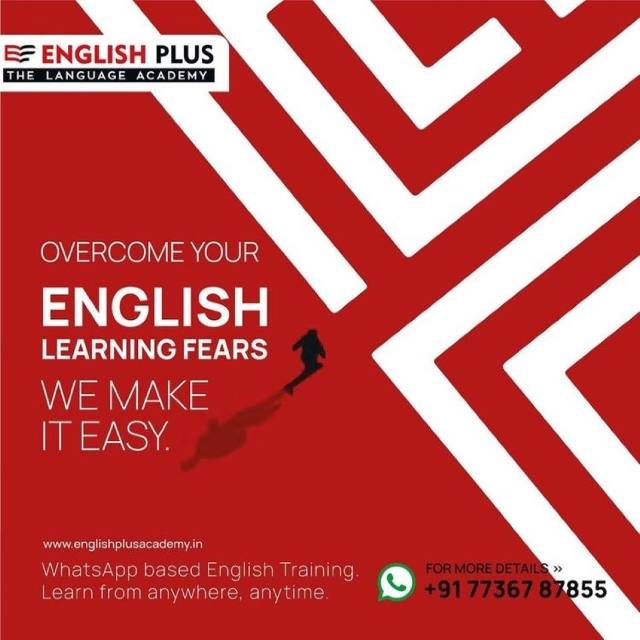 ENGLISH PLUS
THE LANGUAGE ACADEMY
OVERCOME YOUR
ENGLISH
LEARNING FEARS
WE MAKE
IT EASY.
www.englishplusacademy.in
WhatsApp based English Training.
Learn from anywhere, anytime.
FOR MORE DETAILS »
+91 77367 87855